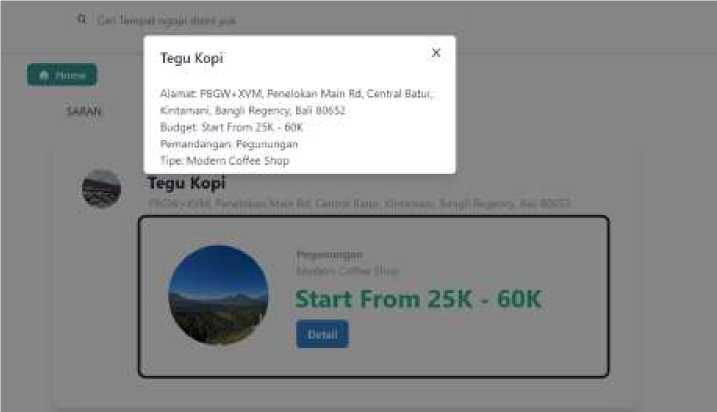 Cari Tempat ngopi disini yuk
Tegu Kopi
Alamat: P8GW+XVM, Penelokan Main Rd, Central Batur,
Kintamani, Bangli Regency, Bali 80652
Budget: Start From 25K - 60K
Pemandangan: Pegunungan
Tipe: Modern Coffee Shop
Home
SARAN
Tegu Kopi
P8GW+XVM, Penelokan Main Rd, Central Batur, Kintamani, Bangli Regency, Bali 80652
Pegunungan
Modern Coffee Shop
Start From 25K - 60K
Detail